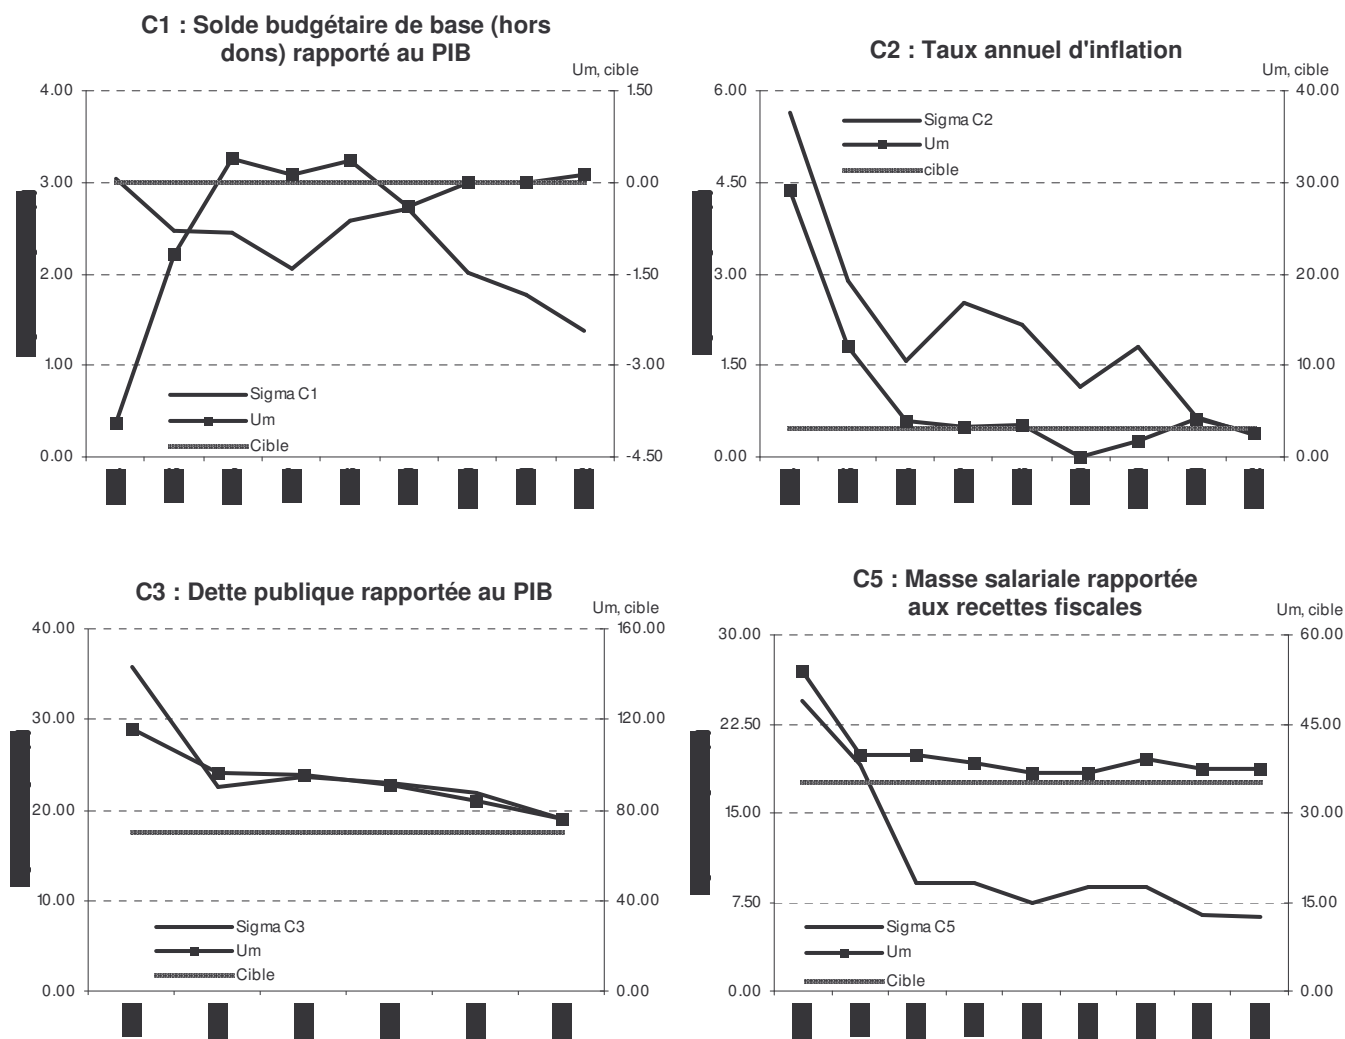 C1 : Solde budgétaire de base (hors
dons) rapporté au PIB
Um, cible
4.00
3.00
2.00
1.00
0.00
1.50
0.00
-1.50
-3.00
-4.50
Sigma C1
Um
Cible
C2 : Taux annuel d'inflation
Um, cible
6.00
4.50
3.00
1.50
0.00
40.00
30.00
20.00
10.00
0.00
Sigma C2
Um
cible
C3 : Dette publique rapportée au PIB
Um, cible
40.00
30.00
20.00
10.00
0.00
160.00
120.00
80.00
40.00
0.00
Sigma C3
Um
Cible
C5 : Masse salariale rapportée
aux recettes fiscales
Um, cible
30.00
22.50
15.00
7.50
0.00
60.00
45.00
30.00
15.00
0.00
Sigma C5
Um
Cible